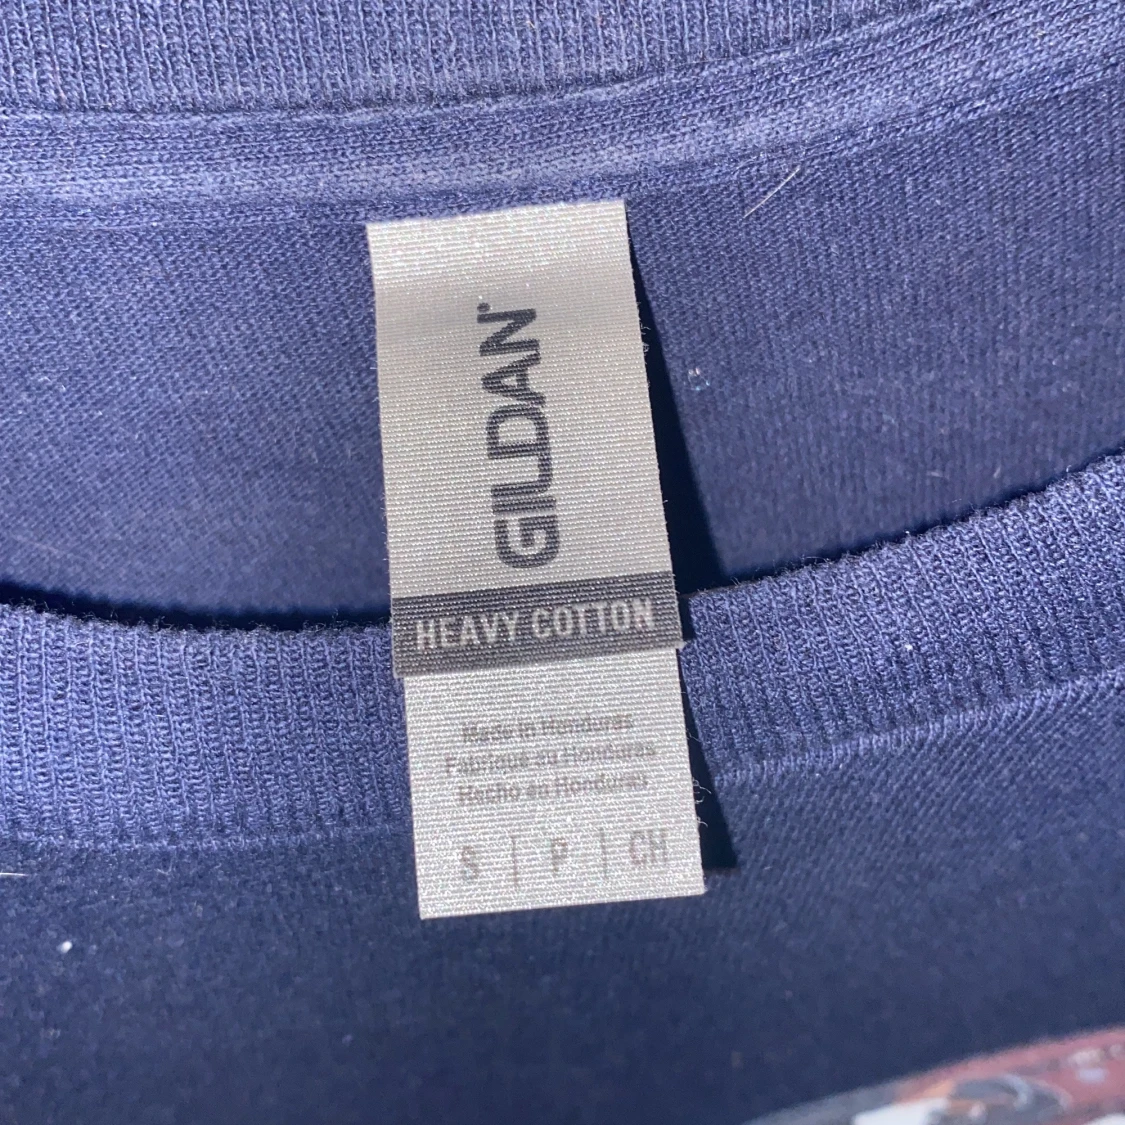 GILDAN
HEAVY COTTON
Made in Honduras
Fabriqué au Honduras
Hecho en Honduras
S | P | CH